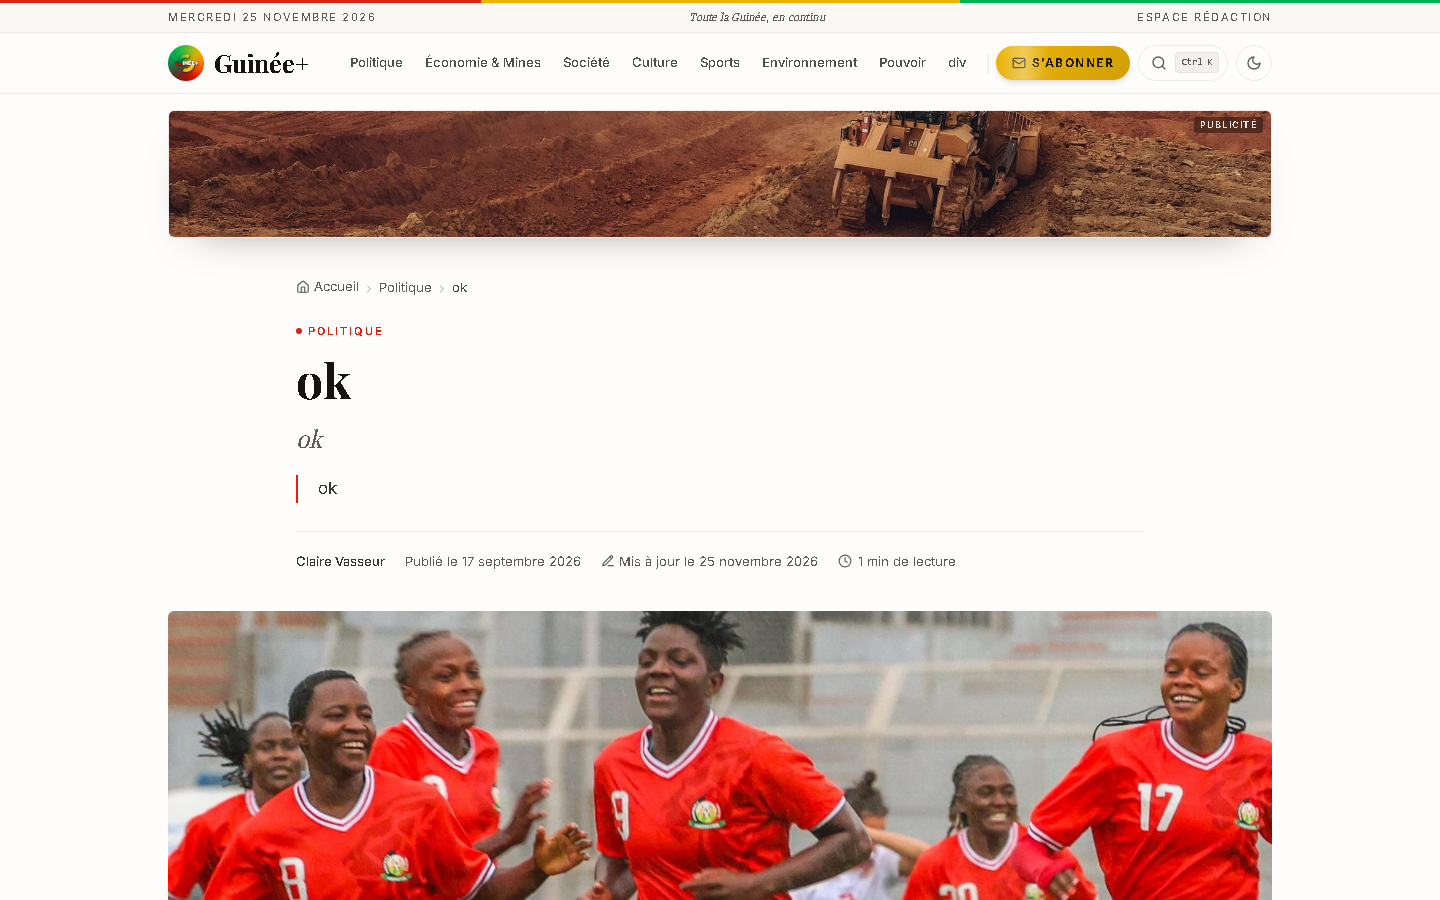 MERCREDI 25 NOVEMBRE 2026
Toute la Guinée, en continu
ESPACE RÉDACTION
Guinée+
Politique
Économie & Mines
Société
Culture
Sports
Environnement
Pouvoir
div
S'ABONNER
Ctrl K
PUBLICITÉ
Accueil › Politique › ok
POLITIQUE
ok
ok
ok
Claire Vasseur
Publié le 17 septembre 2026
Mis à jour le 25 novembre 2026
1 min de lecture
9
17
8
20